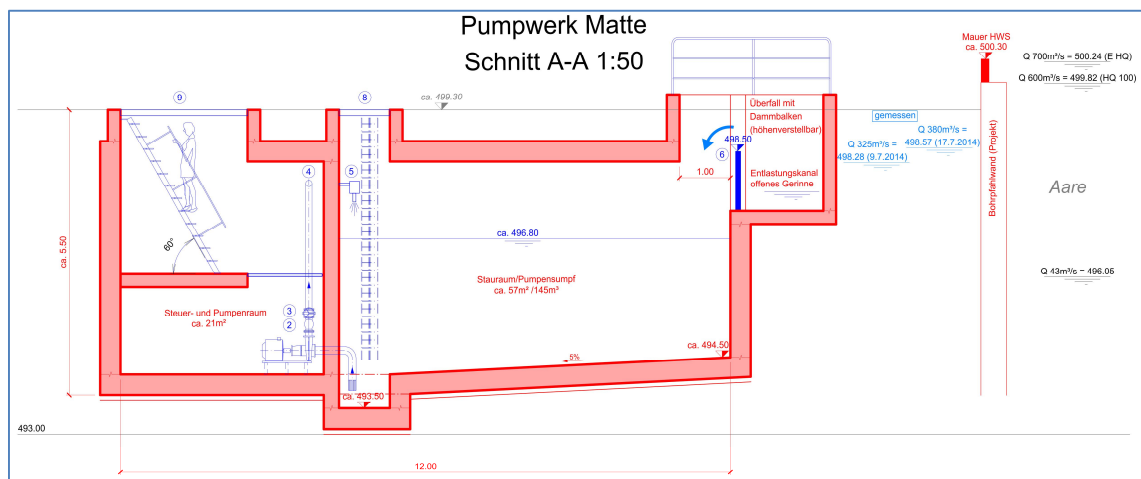 Pumpwerk Matte
Schnitt A-A 1:50
Mauer HWS
ca. 500.30
Q 700m³/s = 500.24 (E HQ)
Q 600m³/s = 499.82 (HQ 100)
9
8
ca. 499.30
Überfall mit
Dammbalken
(höhenverstellbar)
gemessen
Q 380m³/s =
498.57 (17.7.2014)
Q 325m³/s =
498.28 (9.7.2014)
498.50
6
4
5
1.00
Entlastungskanal
offenes Gerinne
Bohrpfahlwand (Projekt)
Aare
ca. 5.50
60°
ca. 496.80
Q 43m³/s = 496.05
Stauraum/Pumpensumpf
ca. 57m² /145m³
Steuer- und Pumpenraum
ca. 21m²
3
2
5%
ca. 494.50
ca. 493.50
493.00
12.00